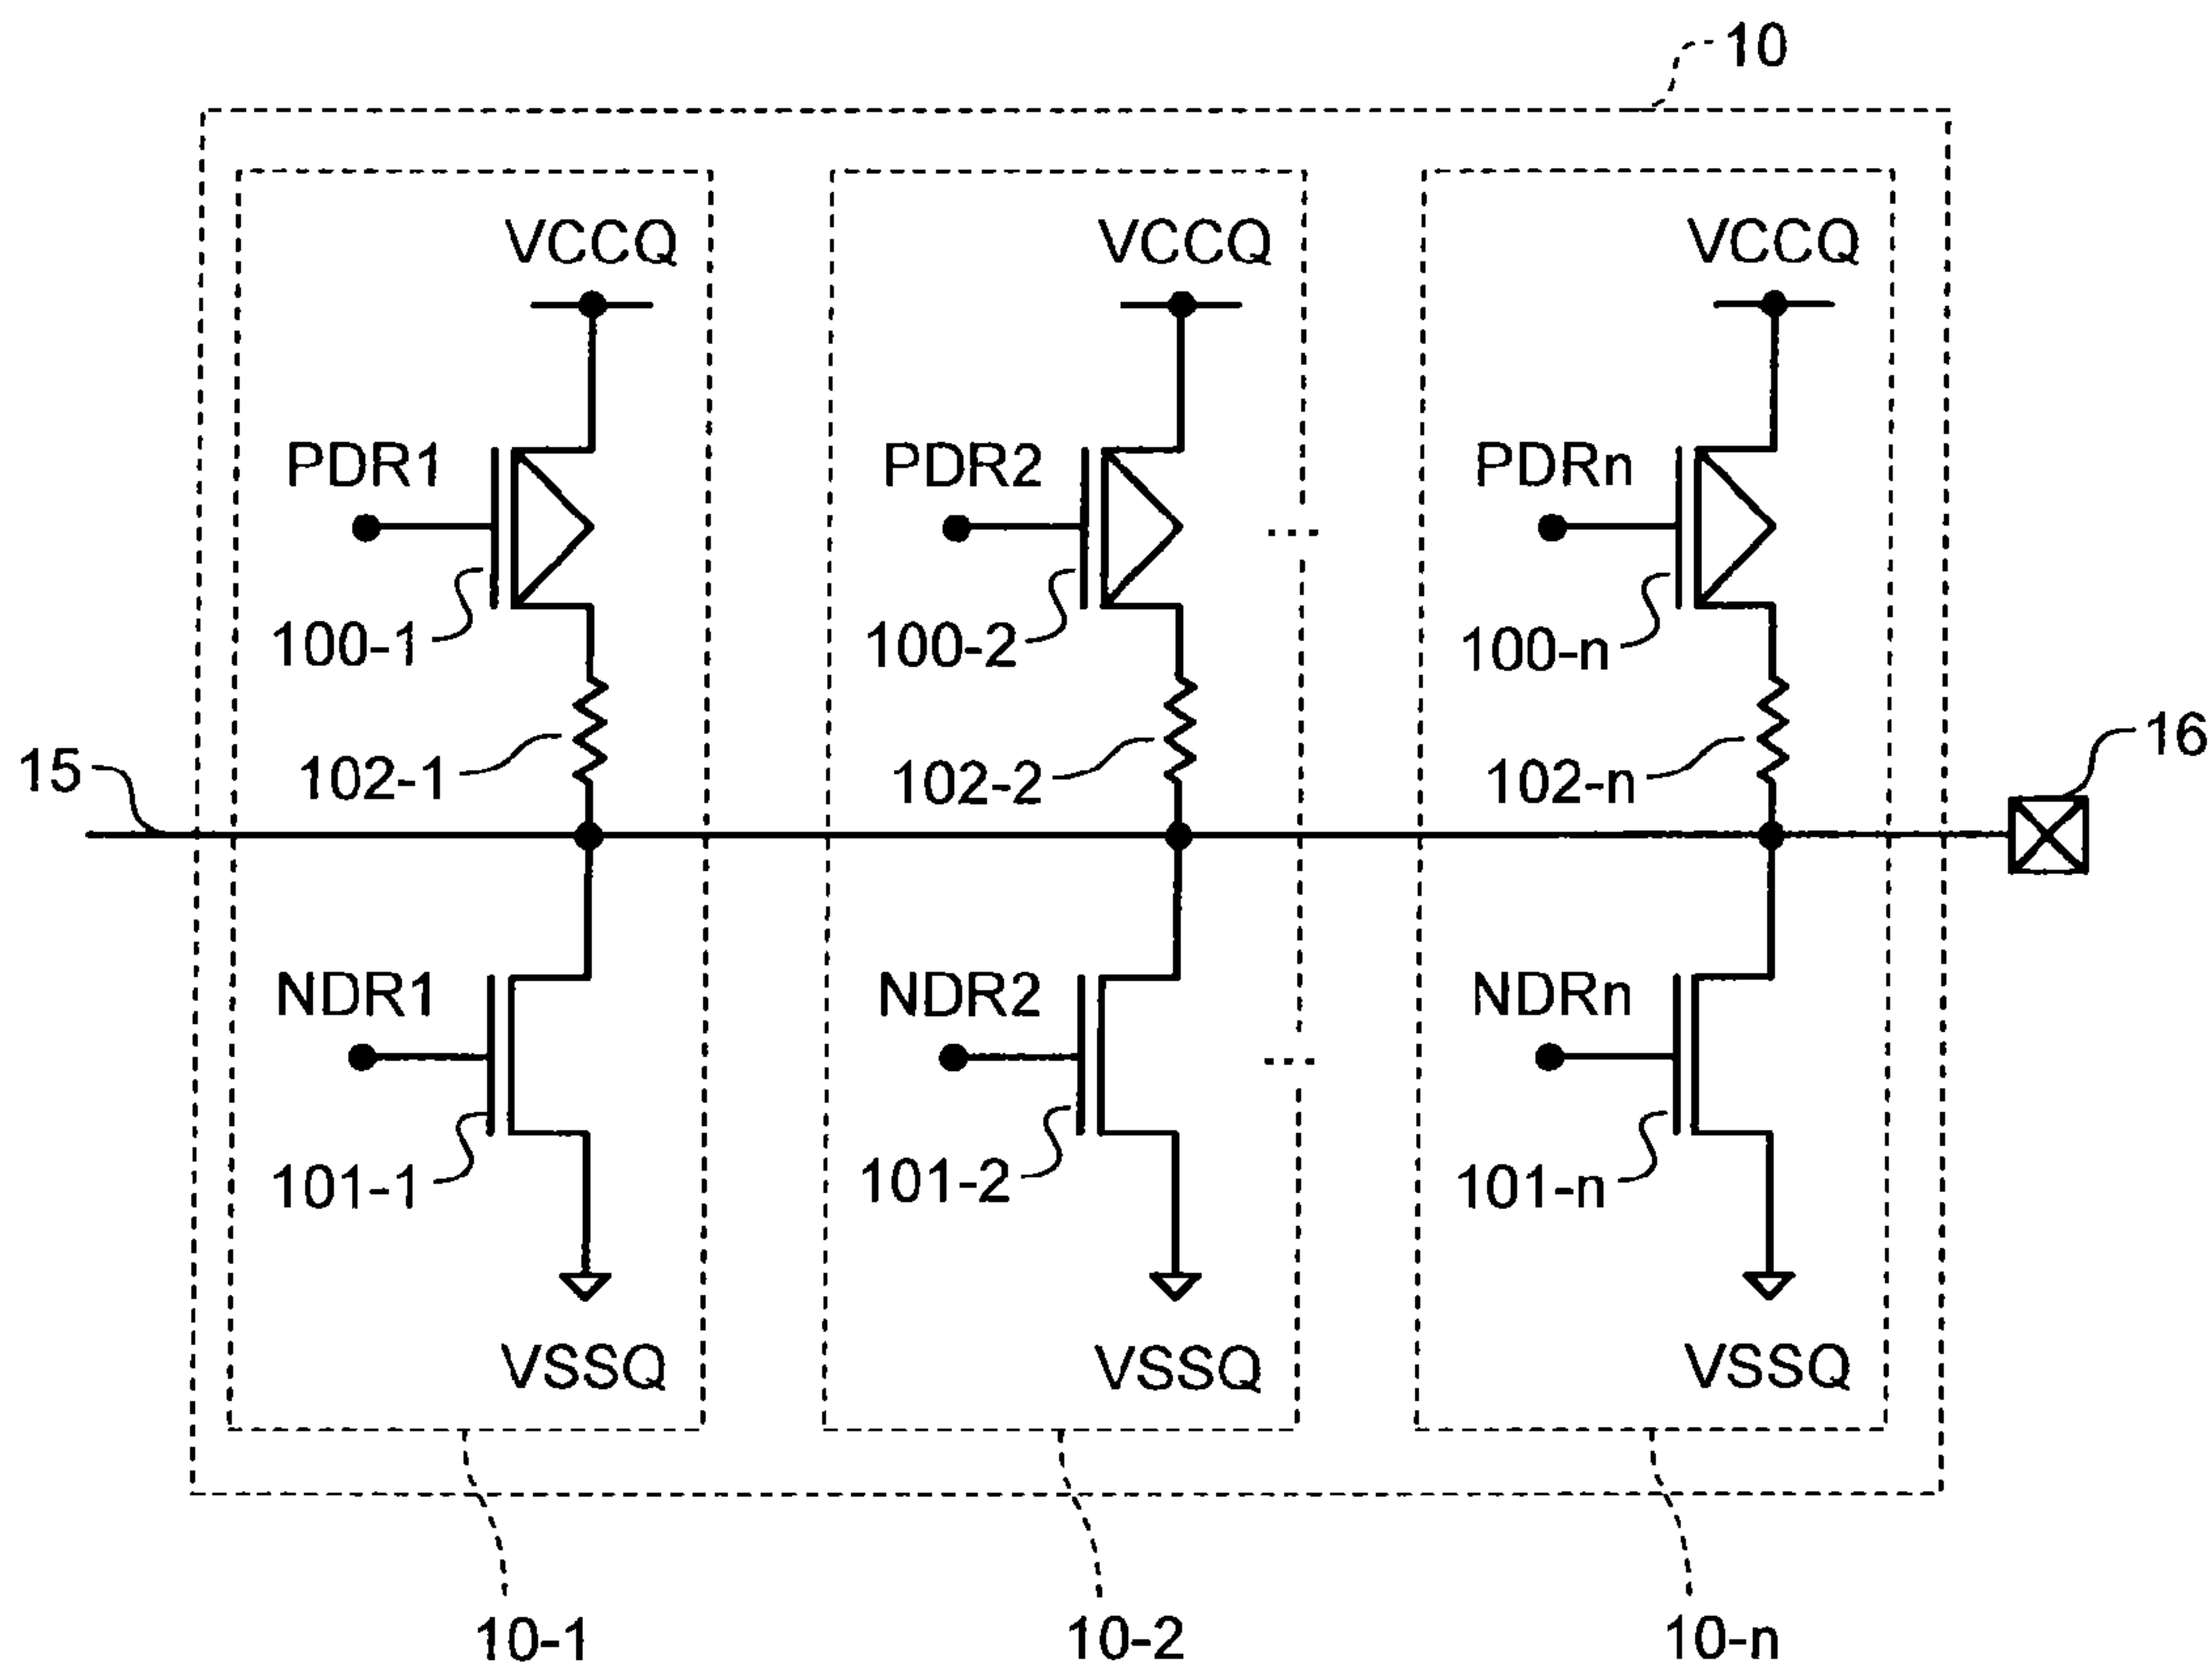 10
VCCQ VCCQ VCCQ
PDR1 PDR2 PDRn
100-1 100-2 100-n
15 102-1 102-2 102-n 16
NDR1 NDR2 NDRn
101-1 101-2 101-n
VSSQ VSSQ VSSQ
10-1 10-2 10-n